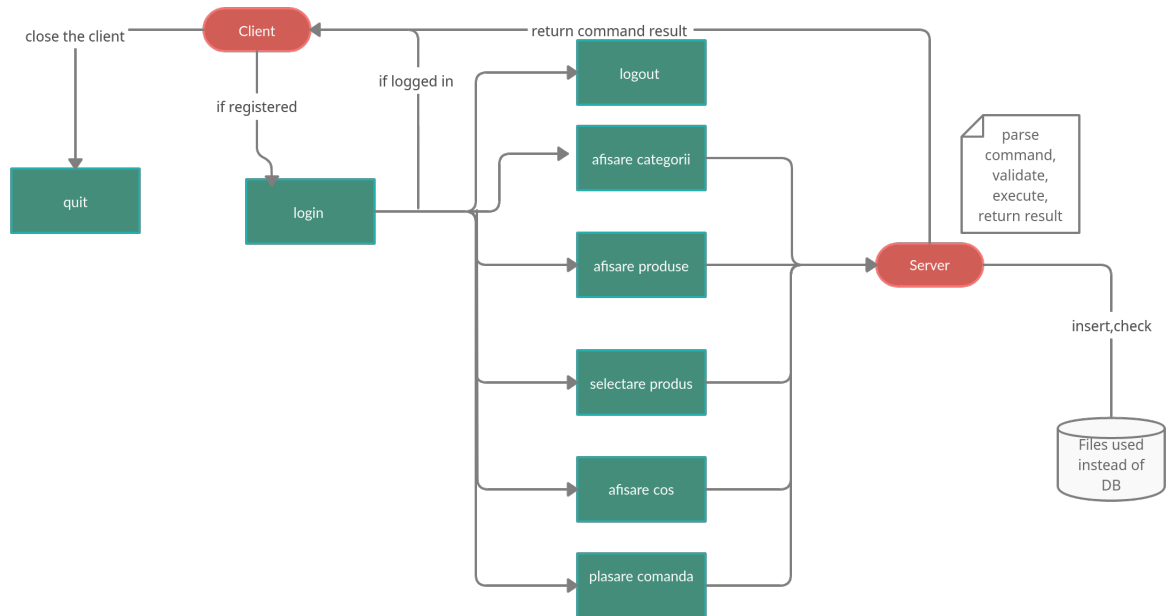 Client
return command result
close the client
logout
if logged in
if registered
parse
command,
validate,
execute,
return result
afisare categorii
quit
login
afisare produse
Server
insert,check
selectare produs
Files used
instead of
DB
afisare cos
plasare comanda